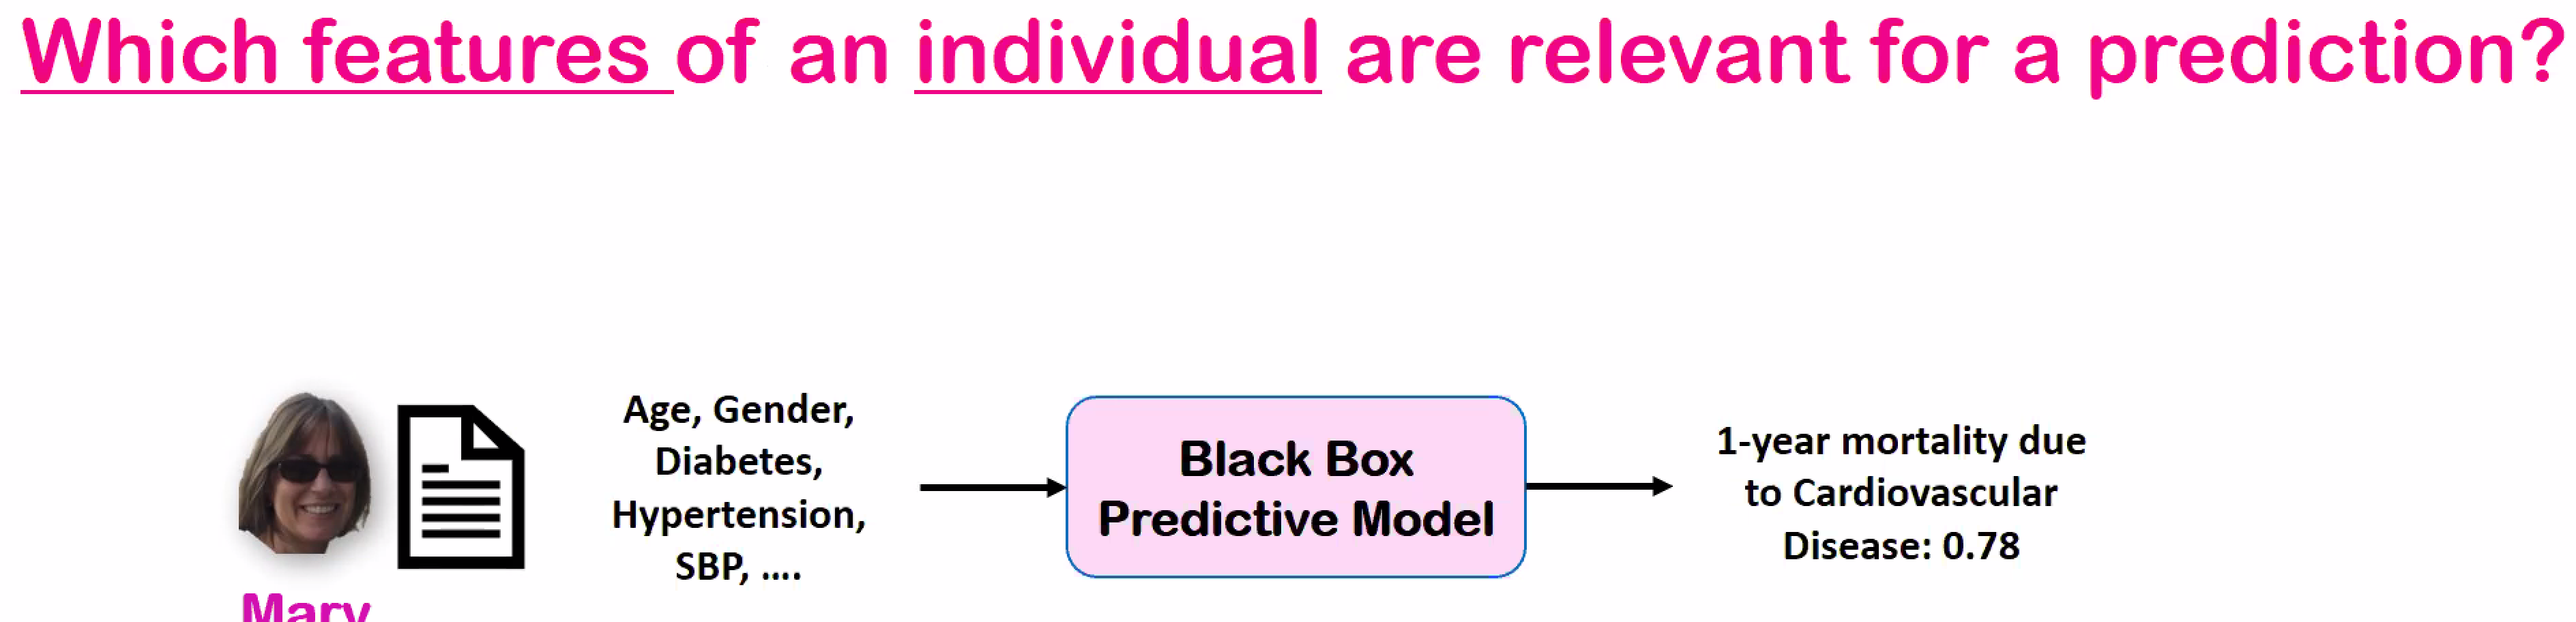 Which features of an individual are relevant for a prediction?
Age, Gender,
Diabetes,
Hypertension,
SBP, ....
Black Box
Predictive Model
1-year mortality due
to Cardiovascular
Disease: 0.78
Mary